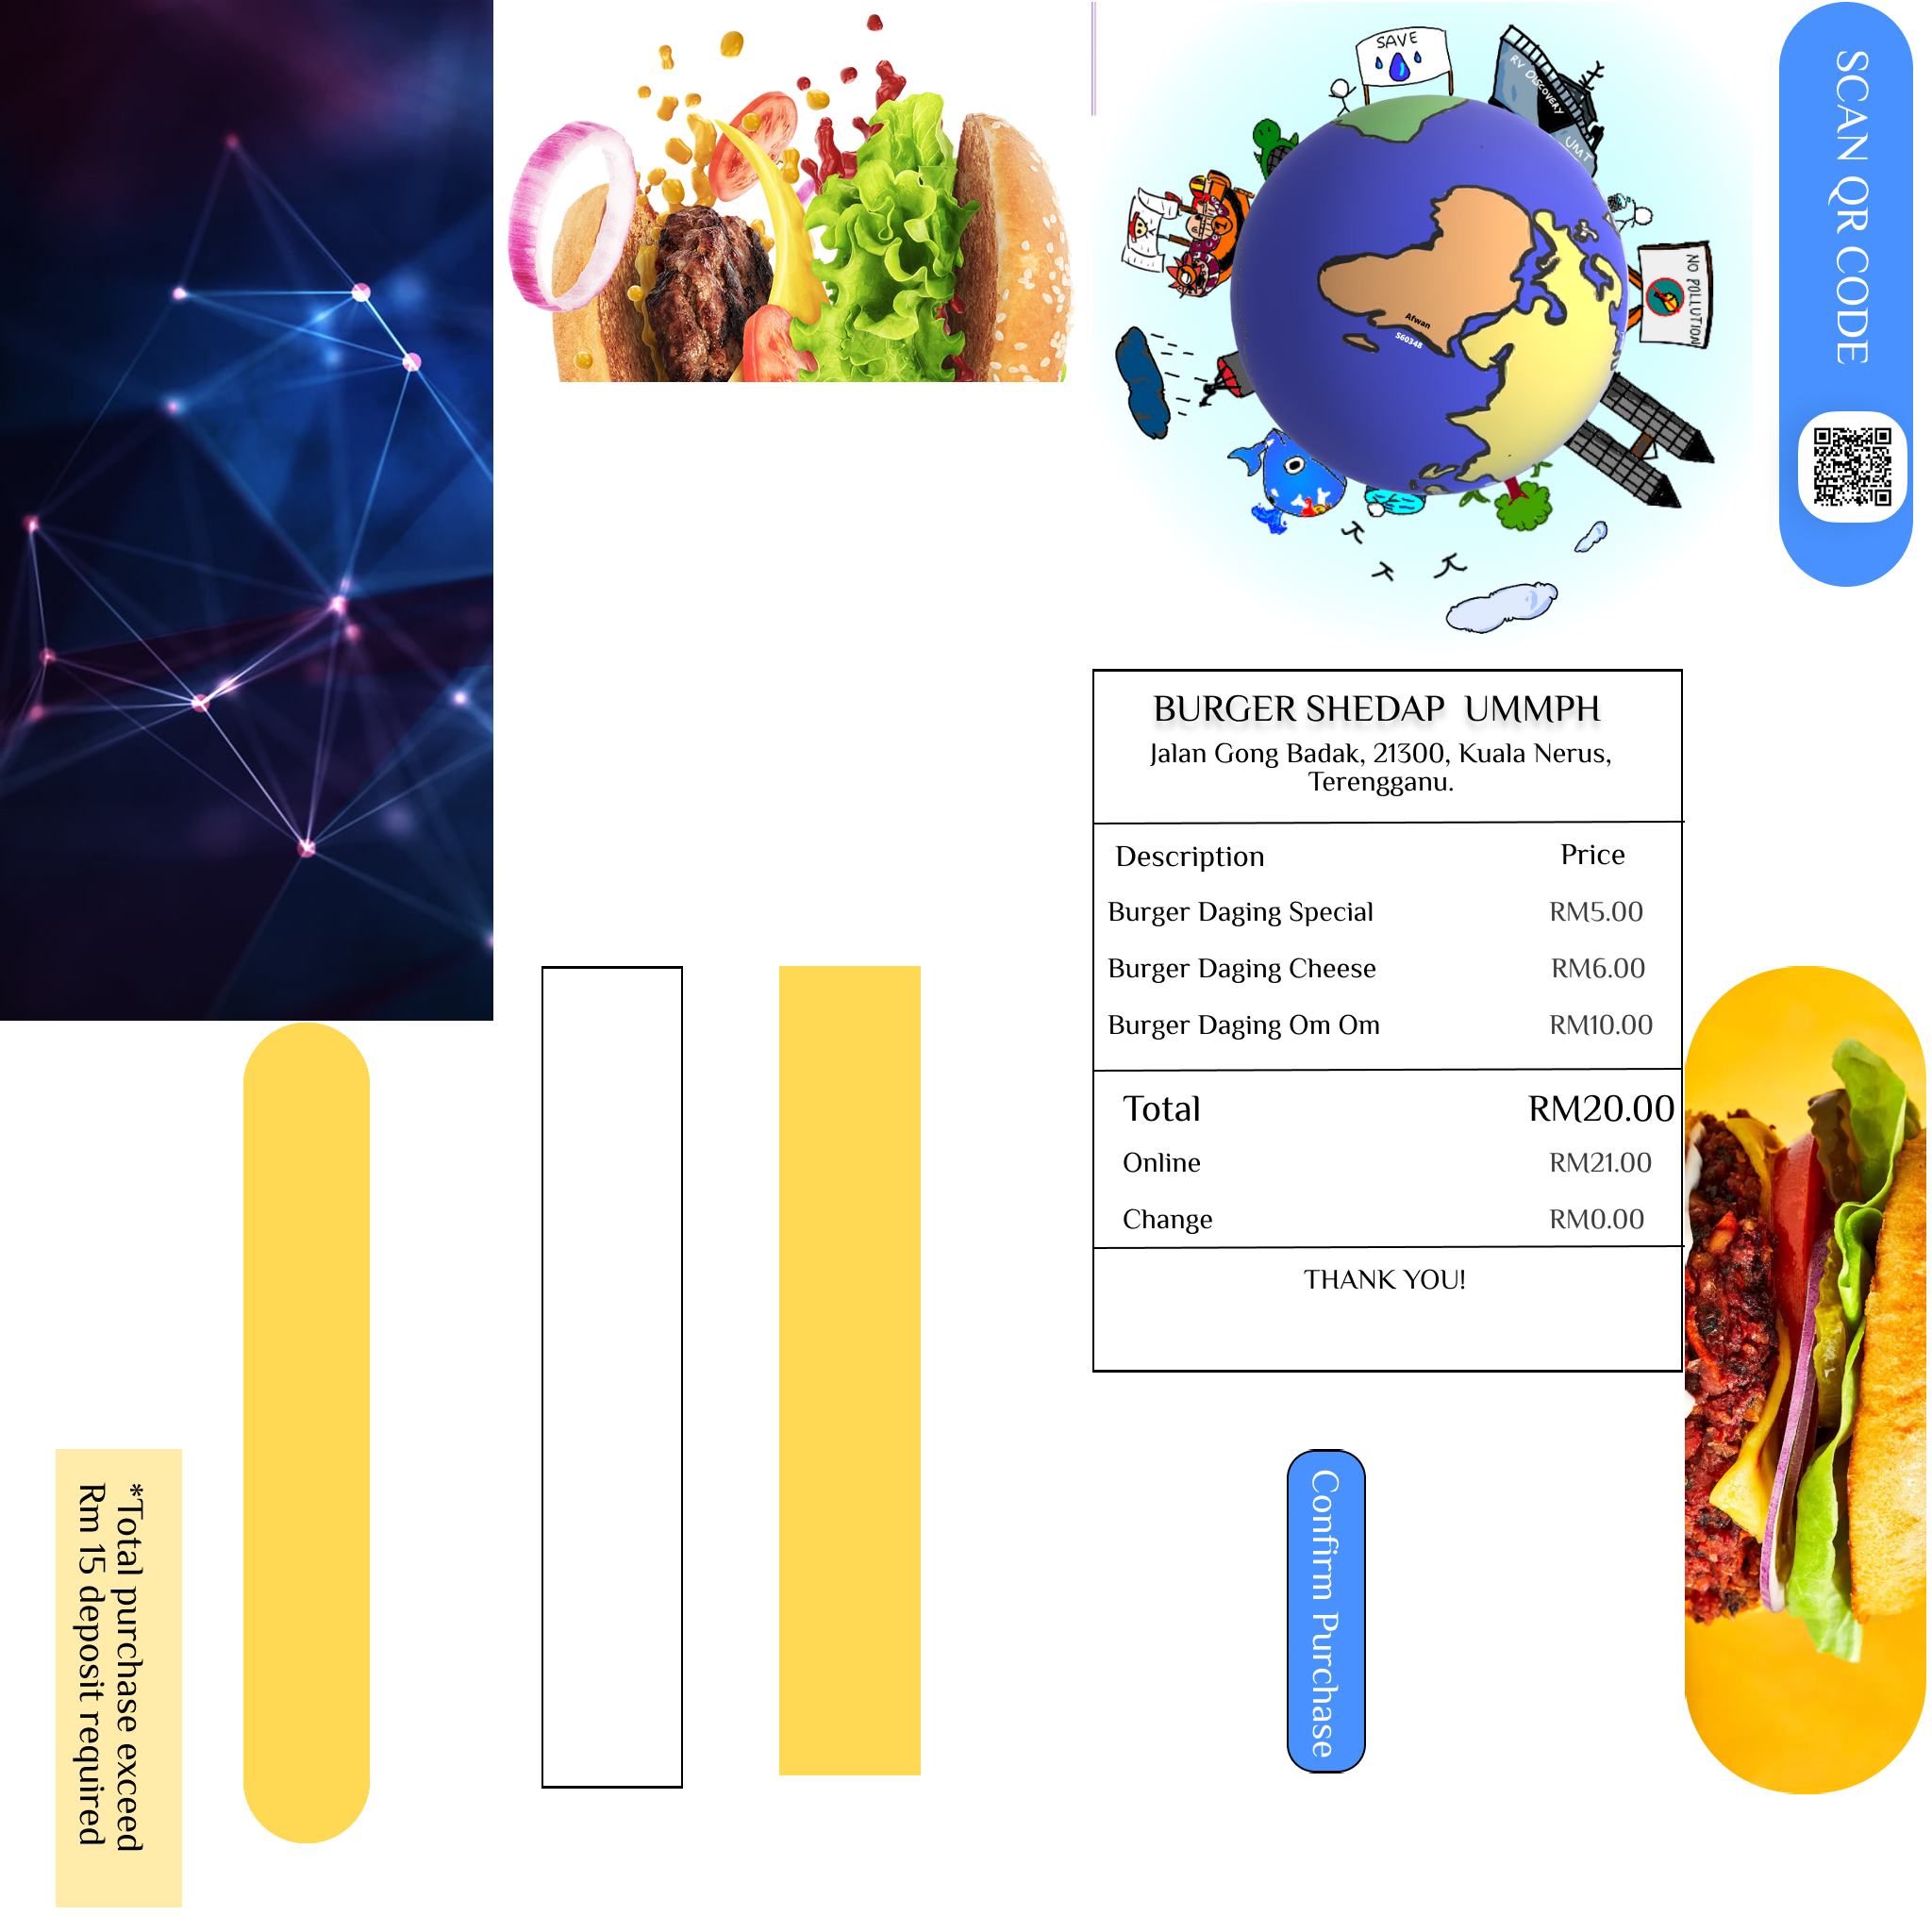 SAVE
RV DISCOVERY
UMT
NO POLLUTION
Afwan
S60348
SCAN QR CODE
BURGER SHEDAP  UMMPH
Jalan Gong Badak, 21300, Kuala Nerus,
Terengganu.
Description Price
Burger Daging Special RM5.00
Burger Daging Cheese RM6.00
Burger Daging Om Om RM10.00
Total RM20.00
Online RM21.00
Change RM0.00
THANK YOU!
*Total purchase exceed
Rm 15 deposit required
Confirm Purchase